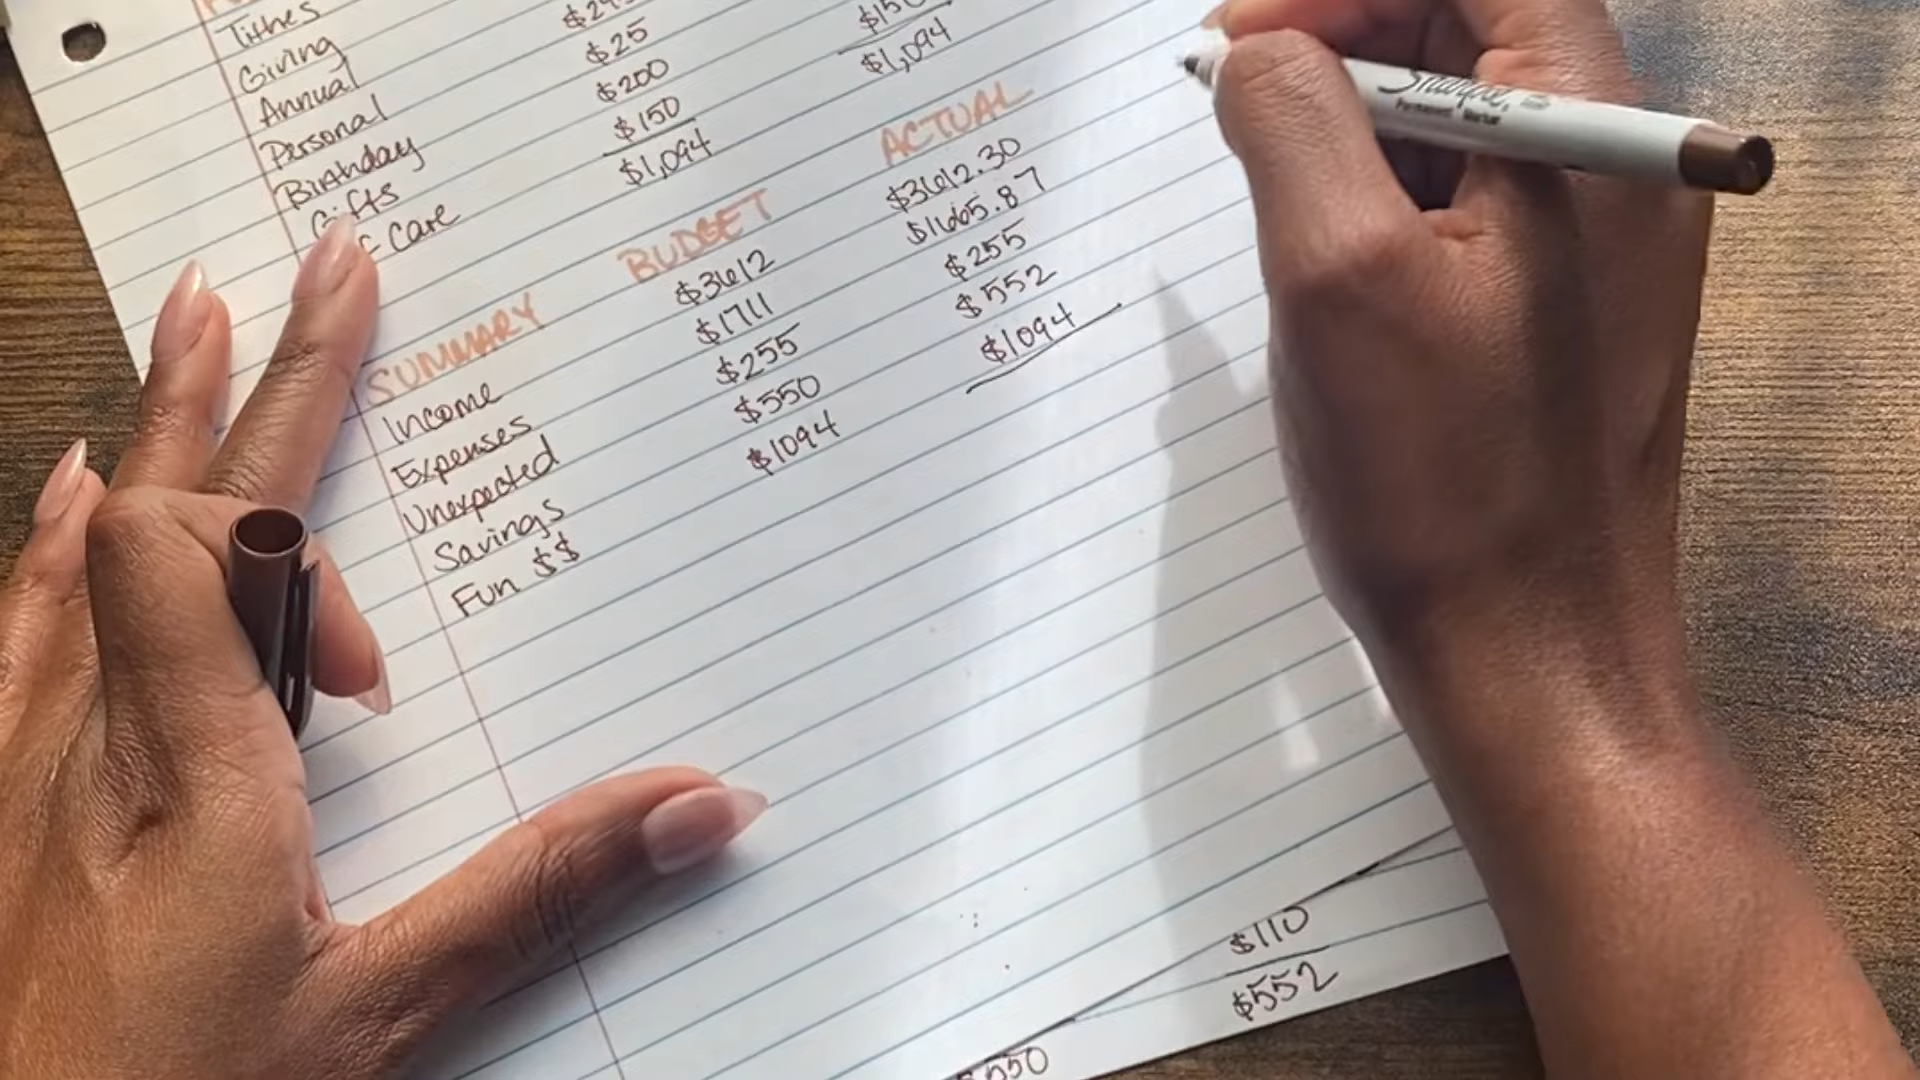 Tithes
Giving $25
Annual $200 $1,094
Personal $150
Birthday $1,094
Gifts
Care
SUMMARY BUDGET ACTUAL
Income $3612 $3612.30
Expenses $1711 $1665.87
Unexpected $255 $255
Savings $550 $552
Fun $$ $1094 $1094
Sharpie
Permanent Marker
$110
$552
$550